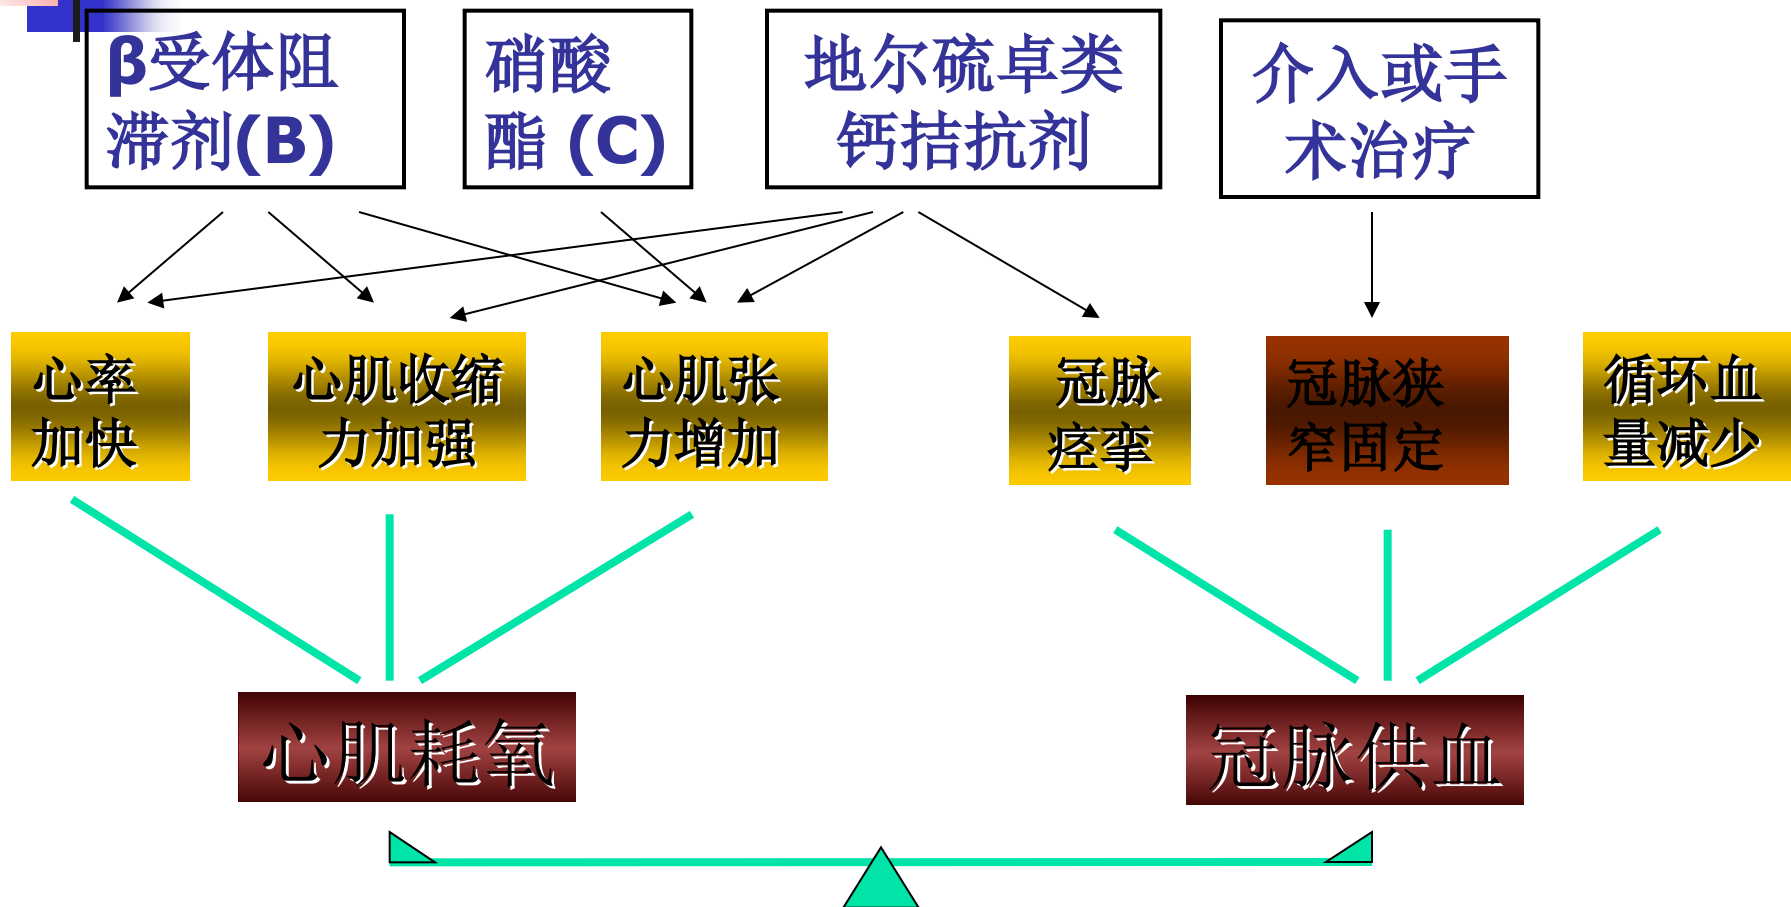 β受体阻
滞剂(B)
硝酸
酯 (C)
地尔硫卓类
钙拮抗剂
介入或手
术治疗
心率
加快
心肌收缩
力加强
心肌张
力增加
冠脉
痉挛
冠脉狭
窄固定
循环血
量减少
心肌耗氧
冠脉供血